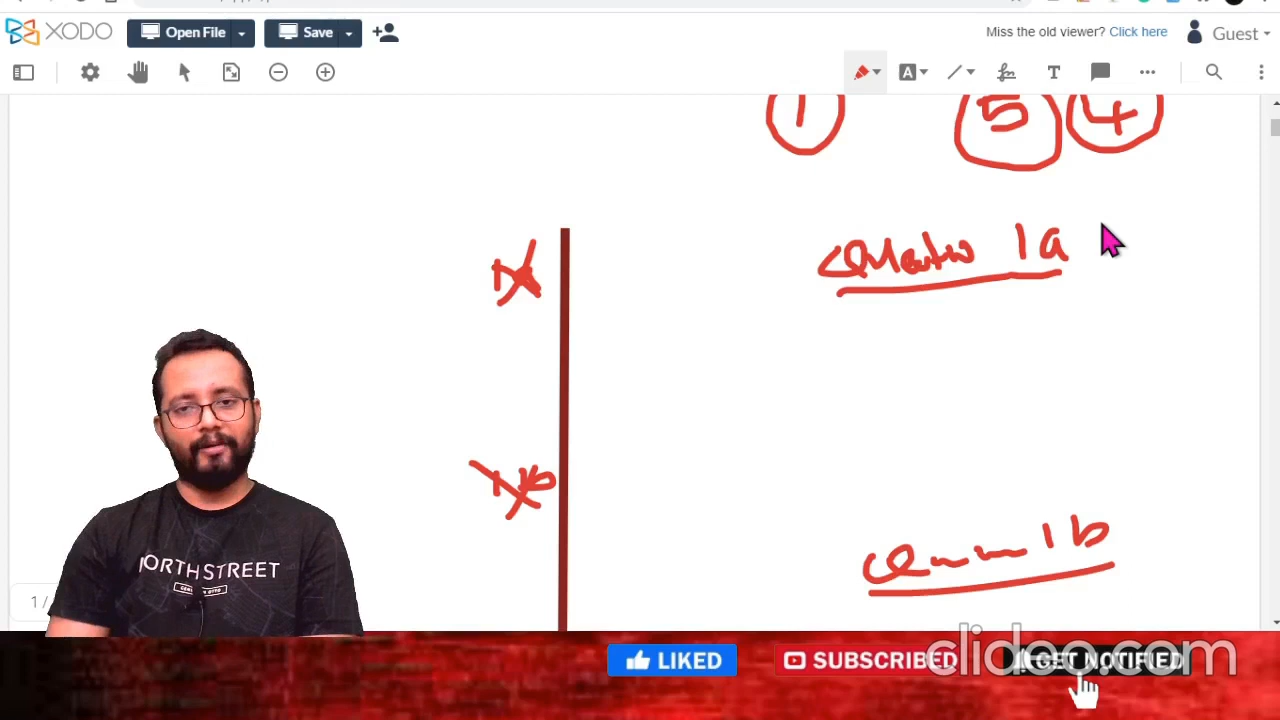 XODO Open File Save Miss the old viewer? Click here Guest
A T
1 5 4
1a
1b
NORTHSTREET
1/
LIKED SUBSCRIBED GET NOTIFIED
clideo.com